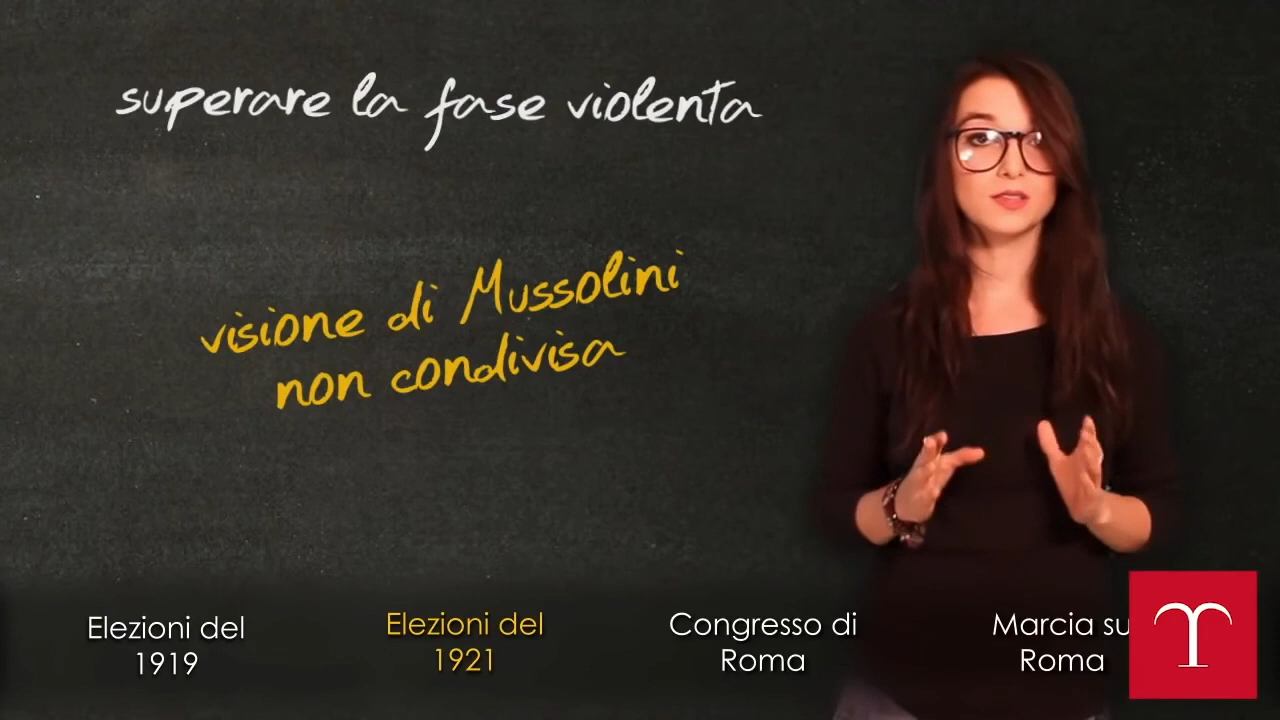 superare la fase violenta
visione di Mussolini
non condivisa
Elezioni del
1919
Elezioni del
1921
Congresso di
Roma
Marcia su
Roma